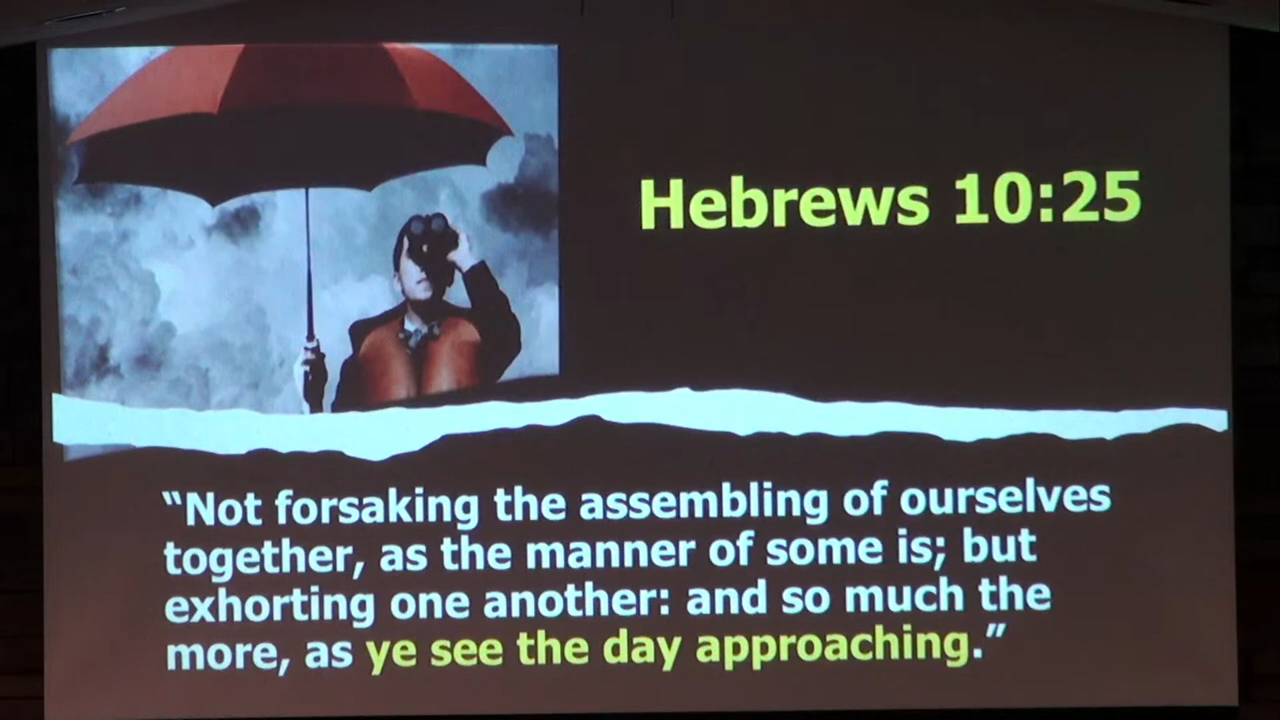 Hebrews 10:25
“Not forsaking the assembling of ourselves
together, as the manner of some is; but
exhorting one another: and so much the
more, as ye see the day approaching.”